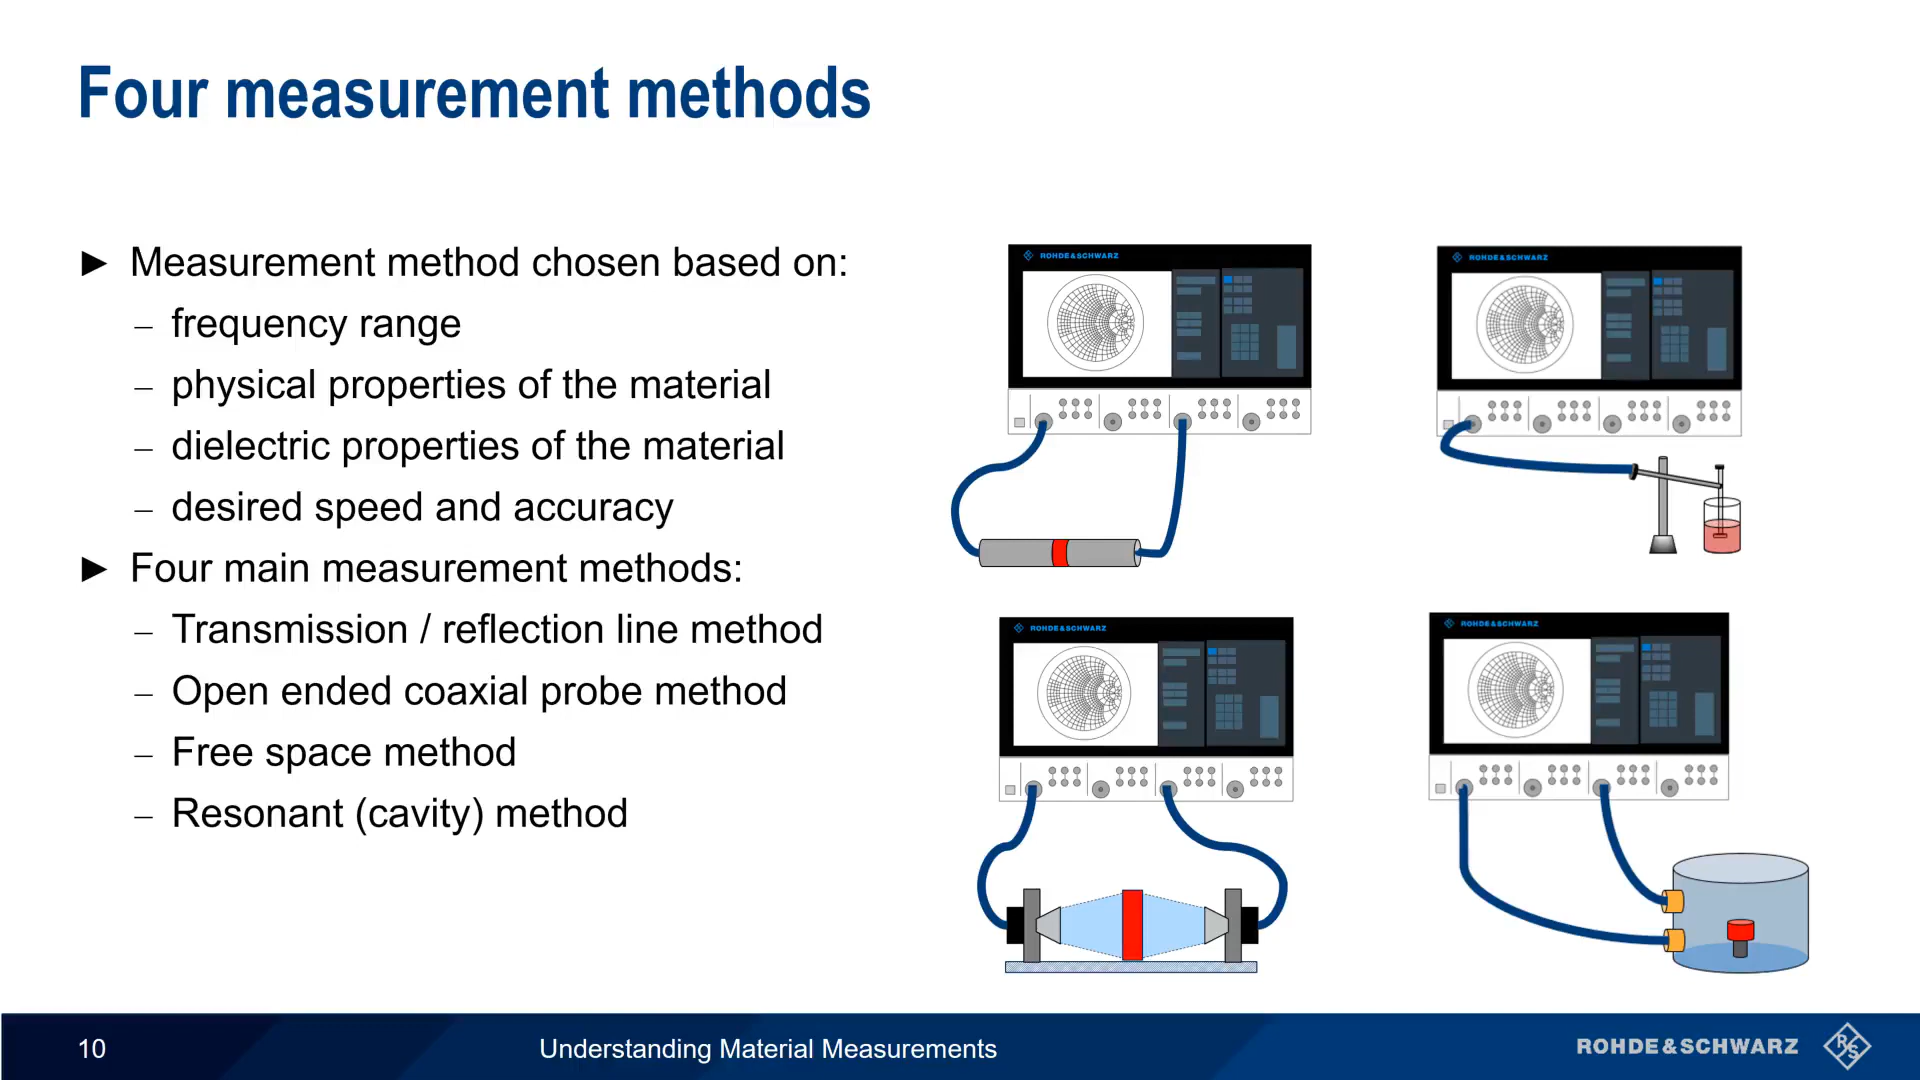 Four measurement methods
► Measurement method chosen based on:
– frequency range
– physical properties of the material
– dielectric properties of the material
– desired speed and accuracy
► Four main measurement methods:
– Transmission / reflection line method
– Open ended coaxial probe method
– Free space method
– Resonant (cavity) method
ROHDE&SCHWARZ
ROHDE&SCHWARZ
ROHDE&SCHWARZ
ROHDE&SCHWARZ
10
Understanding Material Measurements
ROHDE&SCHWARZ
R/S